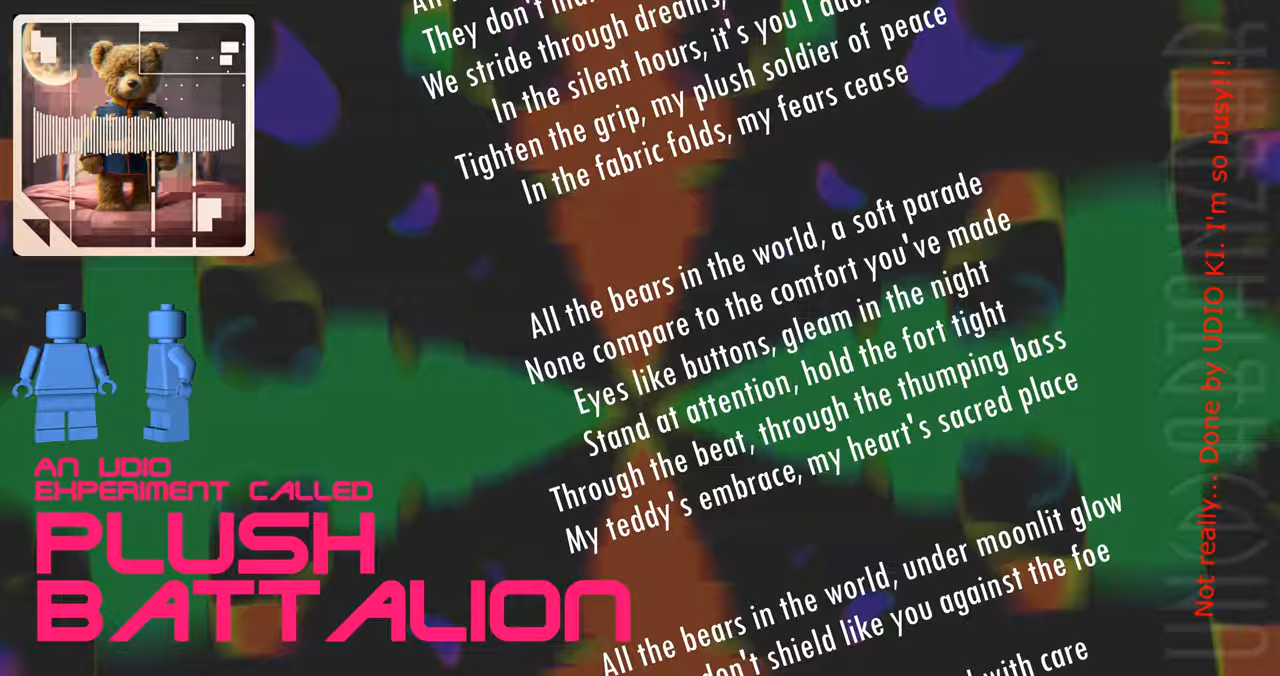 They don't
We stride through dreams,
In the silent hours, it's you I
Tighten the grip, my plush soldier of peace
In the fabric folds, my fears cease
All the bears in the world, a soft parade
None compare to the comfort you've made
Eyes like buttons, gleam in the night
Stand at attention, hold the fort tight
Through the beat, through the thumping bass
My teddy's embrace, my heart's sacred place
All the bears in the world, under moonlit glow
don't shield like you against the foe
with care
AN UDIO
EXPERIMENT CALLED
PLUSH
BATTALION
Not really... Done by UDIO KI. I'm so busy!!!